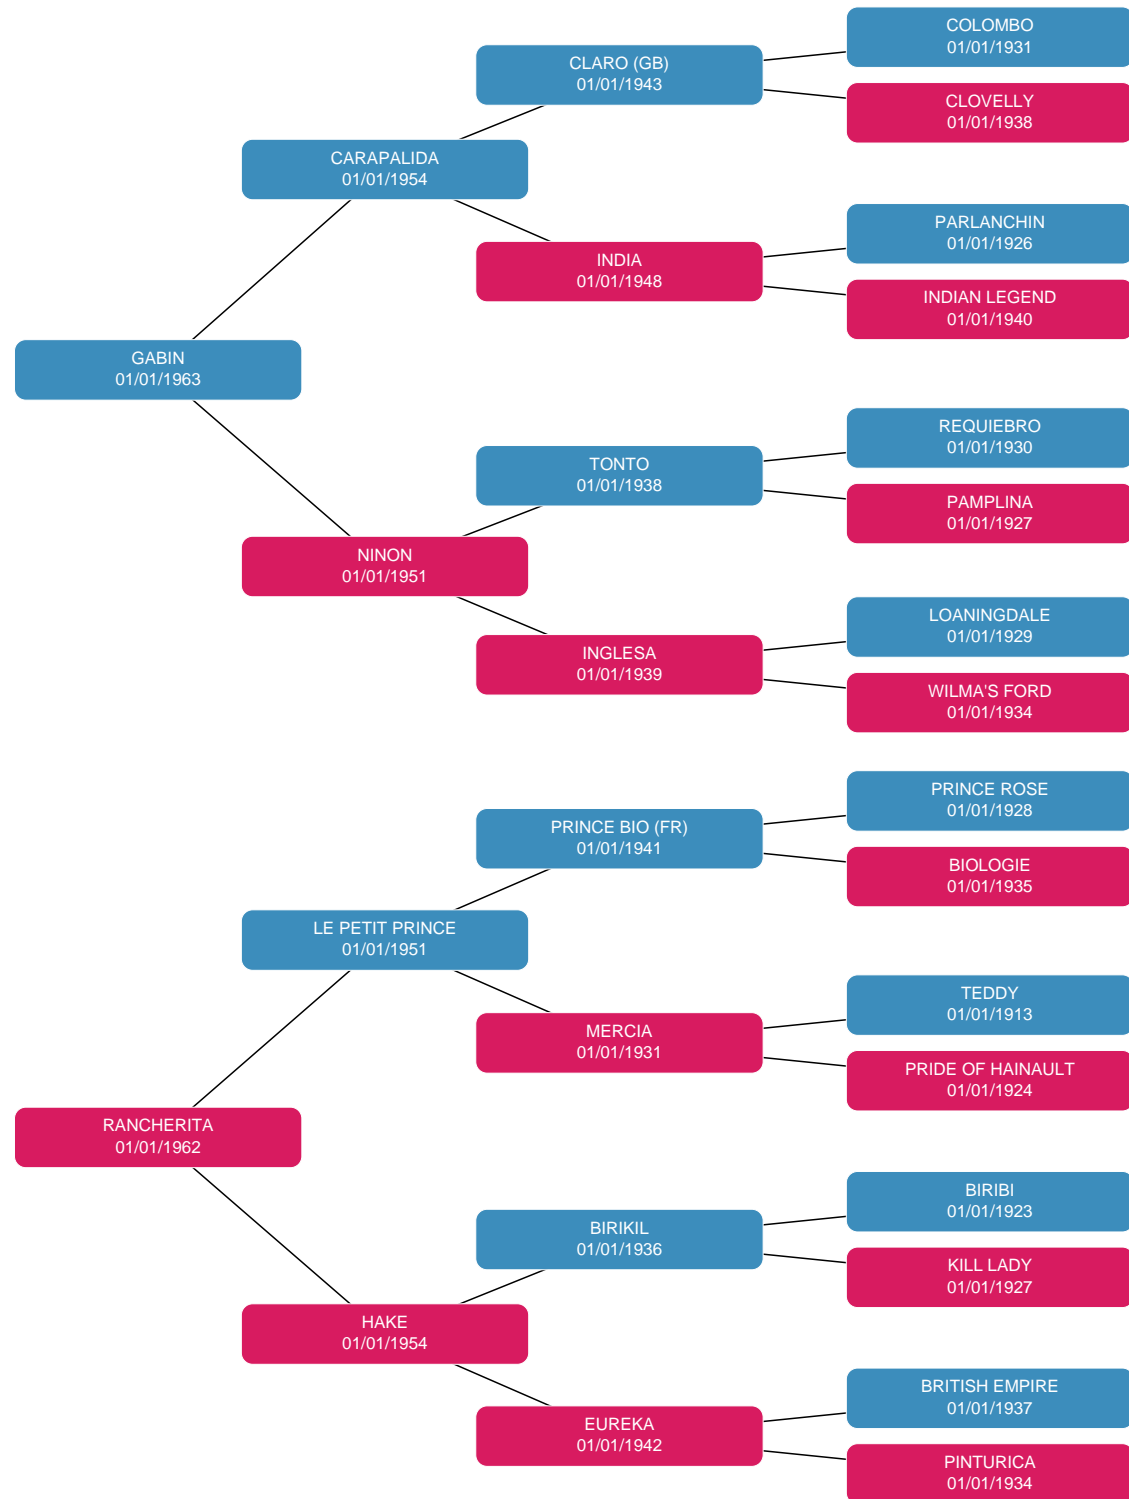 COLOMBO
01/01/1931
CLARO (GB)
01/01/1943
CLOVELLY
01/01/1938
CARAPALIDA
01/01/1954
PARLANCHIN
01/01/1926
INDIA
01/01/1948
INDIAN LEGEND
01/01/1940
GABIN
01/01/1963
REQUIEBRO
01/01/1930
TONTO
01/01/1938
PAMPLINA
01/01/1927
NINON
01/01/1951
LOANINGDALE
01/01/1929
INGLESA
01/01/1939
WILMA'S FORD
01/01/1934
PRINCE ROSE
01/01/1928
PRINCE BIO (FR)
01/01/1941
BIOLOGIE
01/01/1935
LE PETIT PRINCE
01/01/1951
TEDDY
01/01/1913
MERCIA
01/01/1931
PRIDE OF HAINAULT
01/01/1924
RANCHERITA
01/01/1962
BIRIBI
01/01/1923
BIRIKIL
01/01/1936
KILL LADY
01/01/1927
HAKE
01/01/1954
BRITISH EMPIRE
01/01/1937
EUREKA
01/01/1942
PINTURICA
01/01/1934